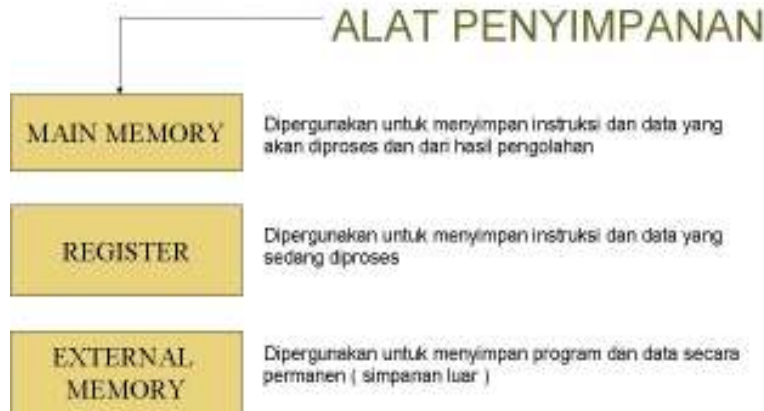 ALAT PENYIMPANAN
MAIN MEMORY
Dipergunakan untuk menyimpan instruksi dan data yang
akan diproses dan dari hasil pengolahan
REGISTER
Dipergunakan untuk menyimpan instruksi dan data yang
sedang diproses
EXTERNAL
MEMORY
Dipergunakan untuk menyimpan program dan data secara
permanen ( simpanan luar )